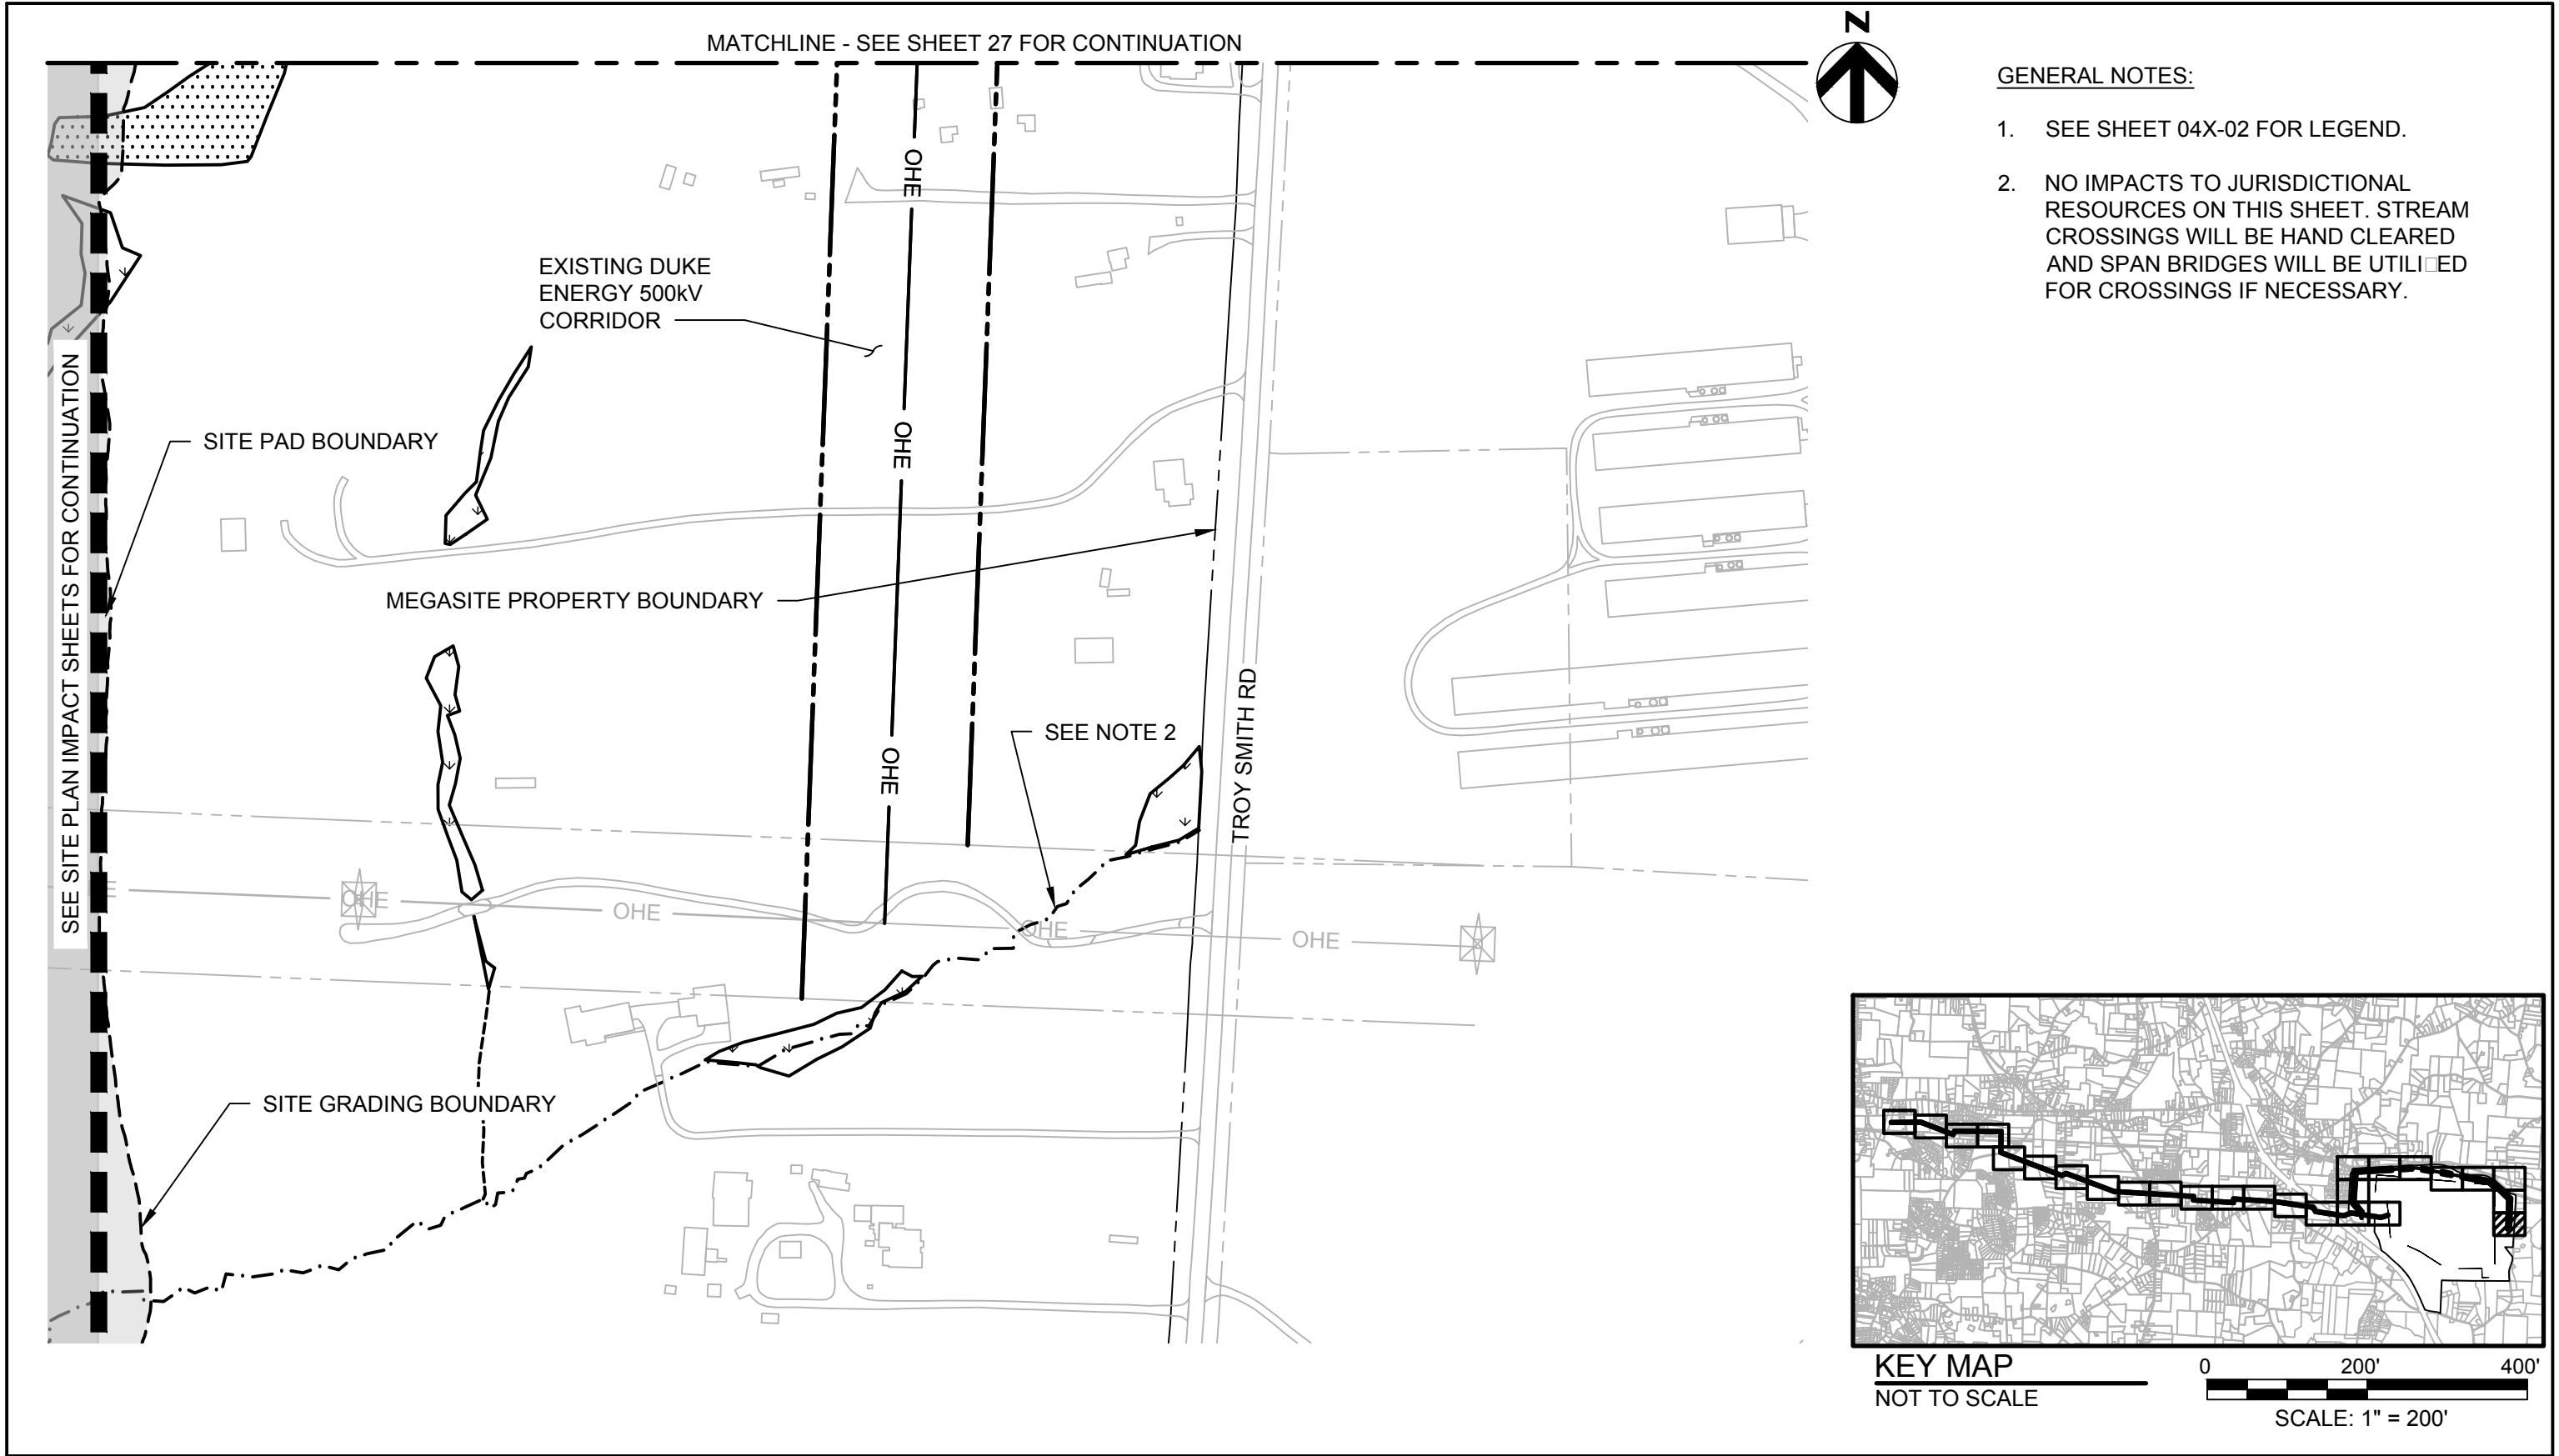 MATCHLINE - SEE SHEET 27 FOR CONTINUATION
N
GENERAL NOTES:
1. SEE SHEET 04X-02 FOR LEGEND.
2. NO IMPACTS TO JURISDICTIONAL
RESOURCES ON THIS SHEET. STREAM
CROSSINGS WILL BE HAND CLEARED
AND SPAN BRIDGES WILL BE UTILI□ED
FOR CROSSINGS IF NECESSARY.
OHE
EXISTING DUKE
ENERGY 500kV
CORRIDOR
OHE
SITE PAD BOUNDARY
SEE SITE PLAN IMPACT SHEETS FOR CONTINUATION
MEGASITE PROPERTY BOUNDARY
SEE NOTE 2
TROY SMITH RD
OHE
E
OHE
OHE
OHE
OHE
SITE GRADING BOUNDARY
KEY MAP
NOT TO SCALE
0 200' 400'
SCALE: 1" = 200'